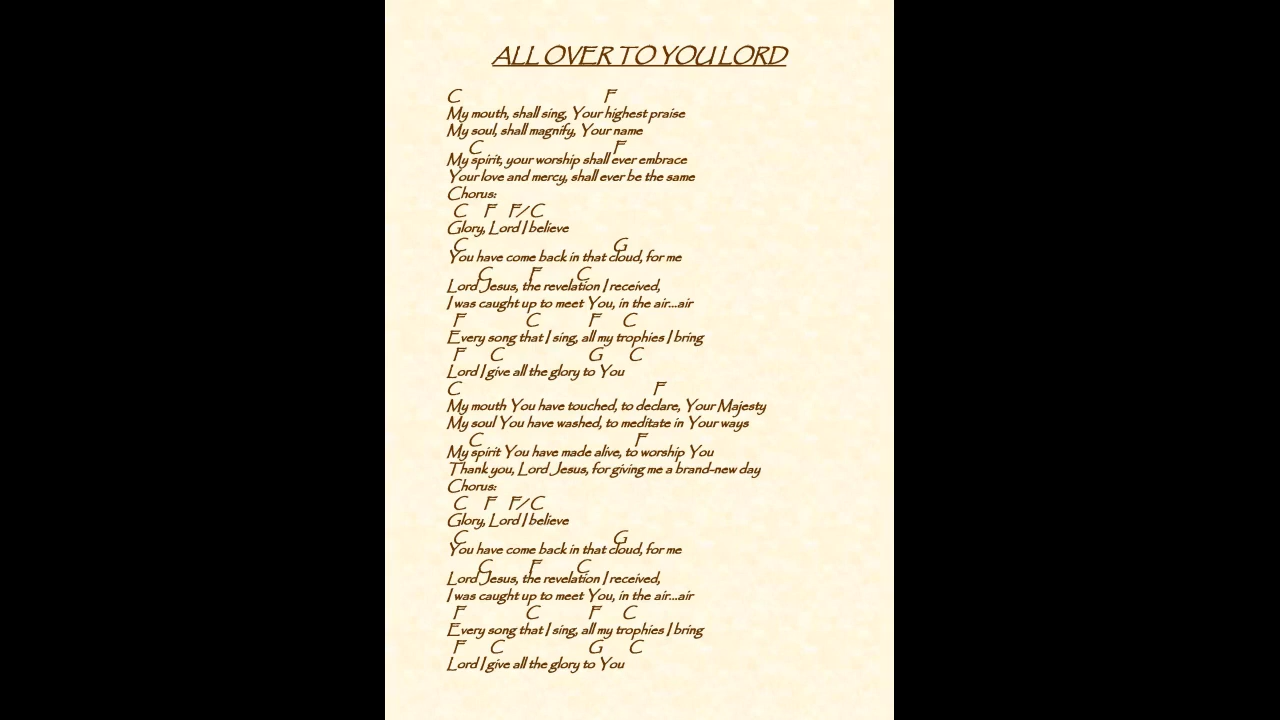 ALL OVER TO YOU LORD
C F
My mouth, shall sing, Your highest praise
My soul, shall magnify, Your name
C F
My spirit, your worship shall ever embrace
Your love and mercy, shall ever be the same
Chorus:
C F F/C
Glory, Lord I believe
C G
You have come back in that cloud, for me
C F C
Lord Jesus, the revelation I received,
I was caught up to meet You, in the air...air
F C F C
Every song that I sing, all my trophies I bring
F C G C
Lord I give all the glory to You
C F
My mouth You have touched, to declare, Your Majesty
My soul You have washed, to meditate in Your ways
C F
My spirit You have made alive, to worship You
Thank you, Lord Jesus, for giving me a brand-new day
Chorus:
C F F/C
Glory, Lord I believe
C G
You have come back in that cloud, for me
C F C
Lord Jesus, the revelation I received,
I was caught up to meet You, in the air...air
F C F C
Every song that I sing, all my trophies I bring
F C G C
Lord I give all the glory to You